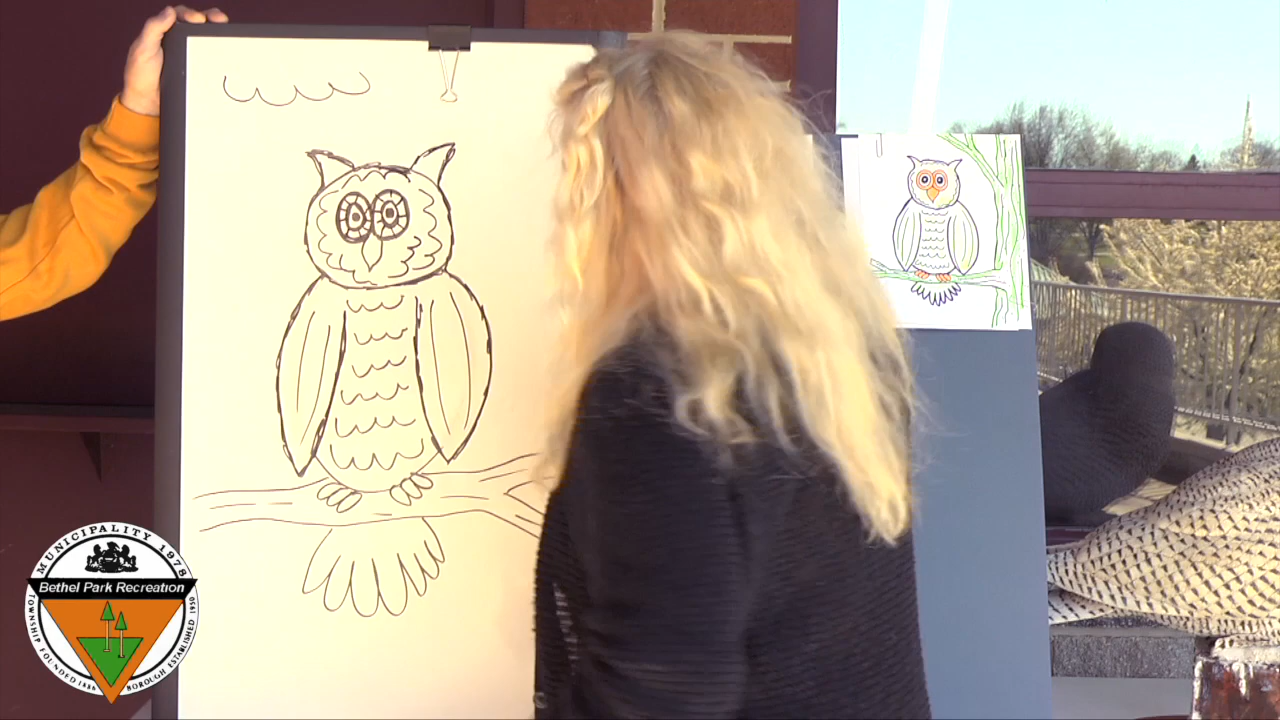 MUNICIPALITY 1978
Bethel Park Recreation
TOWNSHIP FOUNDED 1886
BOROUGH ESTABLISHED 1950